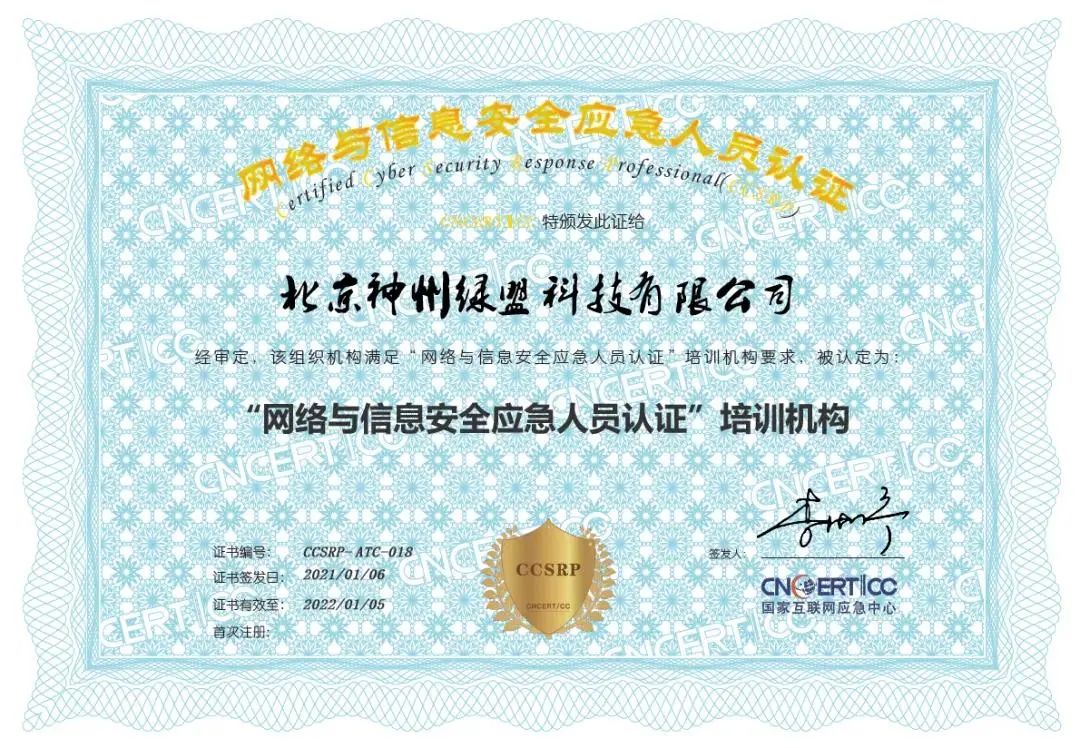 网络与信息安全应急人员认证
Certified Cyber Security Response Professional(CCSRP)
CNCERT/CC 特颁发此证给
北京神州绿盟科技有限公司
经审定，该组织机构满足“网络与信息安全应急人员认证”培训机构要求，被认定为：
“网络与信息安全应急人员认证”培训机构
证书编号： CCSRP-ATC-018
证书签发日： 2021/01/06
证书有效至： 2022/01/05
首次注册：
CCSRP
CNCERT/CC
签发人：
CNCERT/CC
国家互联网应急中心